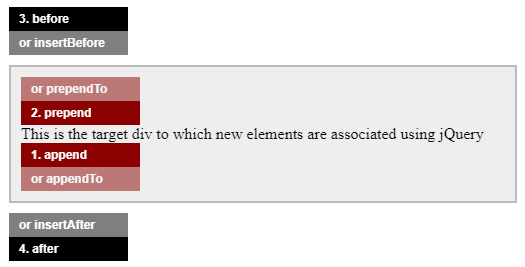 3. before
or insertBefore
or prependTo
2. prepend
This is the target div to which new elements are associated using jQuery
1. append
or appendTo
or insertAfter
4. after